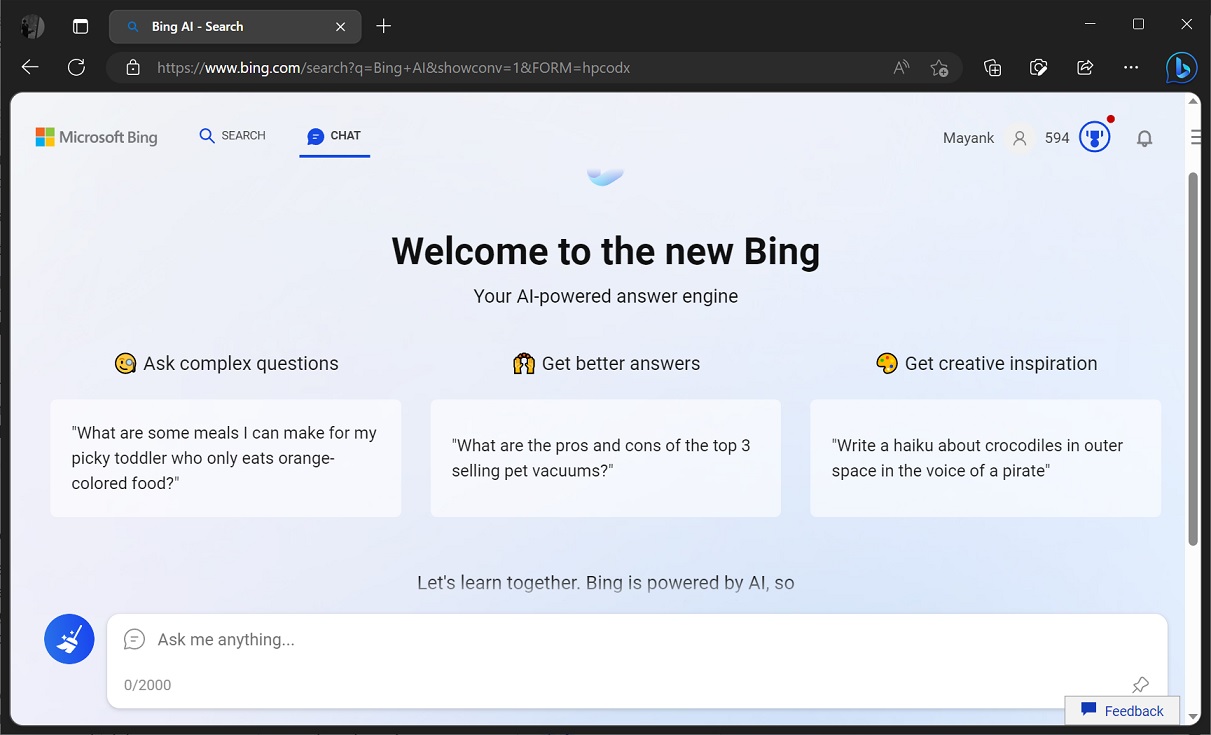 Bing AI - Search
https://www.bing.com/search?q=Bing+AI&showconv=1&FORM=hpcodx
Microsoft Bing
SEARCH
CHAT
Mayank
594
Welcome to the new Bing
Your AI-powered answer engine
Ask complex questions
"What are some meals I can make for my
picky toddler who only eats orange-
colored food?"
Get better answers
"What are the pros and cons of the top 3
selling pet vacuums?"
Get creative inspiration
"Write a haiku about crocodiles in outer
space in the voice of a pirate"
Let's learn together. Bing is powered by AI, so
Ask me anything...
0/2000
Feedback